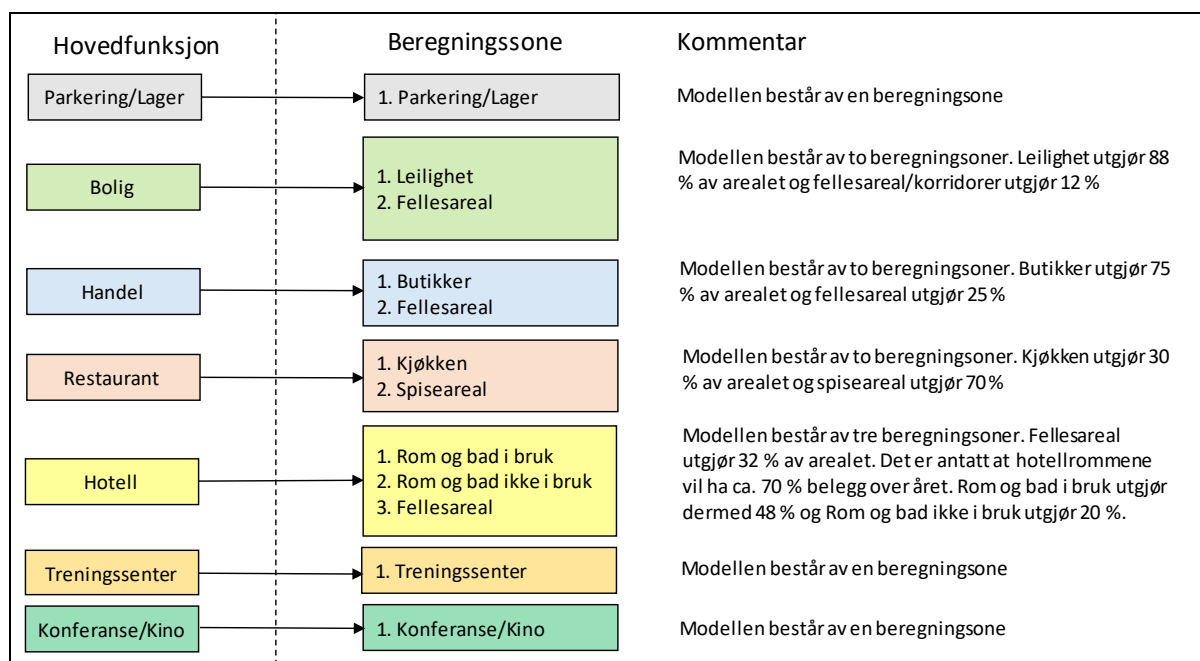 Hovedfunksjon
Beregningssone
Kommentar
Parkering/Lager
1. Parkering/Lager
Modellen består av en beregningsone
Bolig
1. Leilighet
2. Fellesareal
Modellen består av to beregningsoner. Leilighet utgjør 88
% av arealet og fellesareal/korridorer utgjør 12 %
Handel
1. Butikker
2. Fellesareal
Modellen består av to beregningsoner. Butikker utgjør 75
% av arealet og fellesareal utgjør 25 %
Restaurant
1. Kjøkken
2. Spiseareal
Modellen består av to beregningsoner. Kjøkken utgjør 30
% av arealet og spiseareal utgjør 70 %
Hotell
1. Rom og bad i bruk
2. Rom og bad ikke i bruk
3. Fellesareal
Modellen består av tre beregningsoner. Fellesareal
utgjør 32 % av arealet. Det er antatt at hotellrommene
vil ha ca. 70 % belegg over året. Rom og bad i bruk utgjør
dermed 48 % og Rom og bad ikke i bruk utgjør 20 %.
Treningssenter
1. Treningssenter
Modellen består av en beregningsone
Konferanse/Kino
1. Konferanse/Kino
Modellen består av en beregningsone